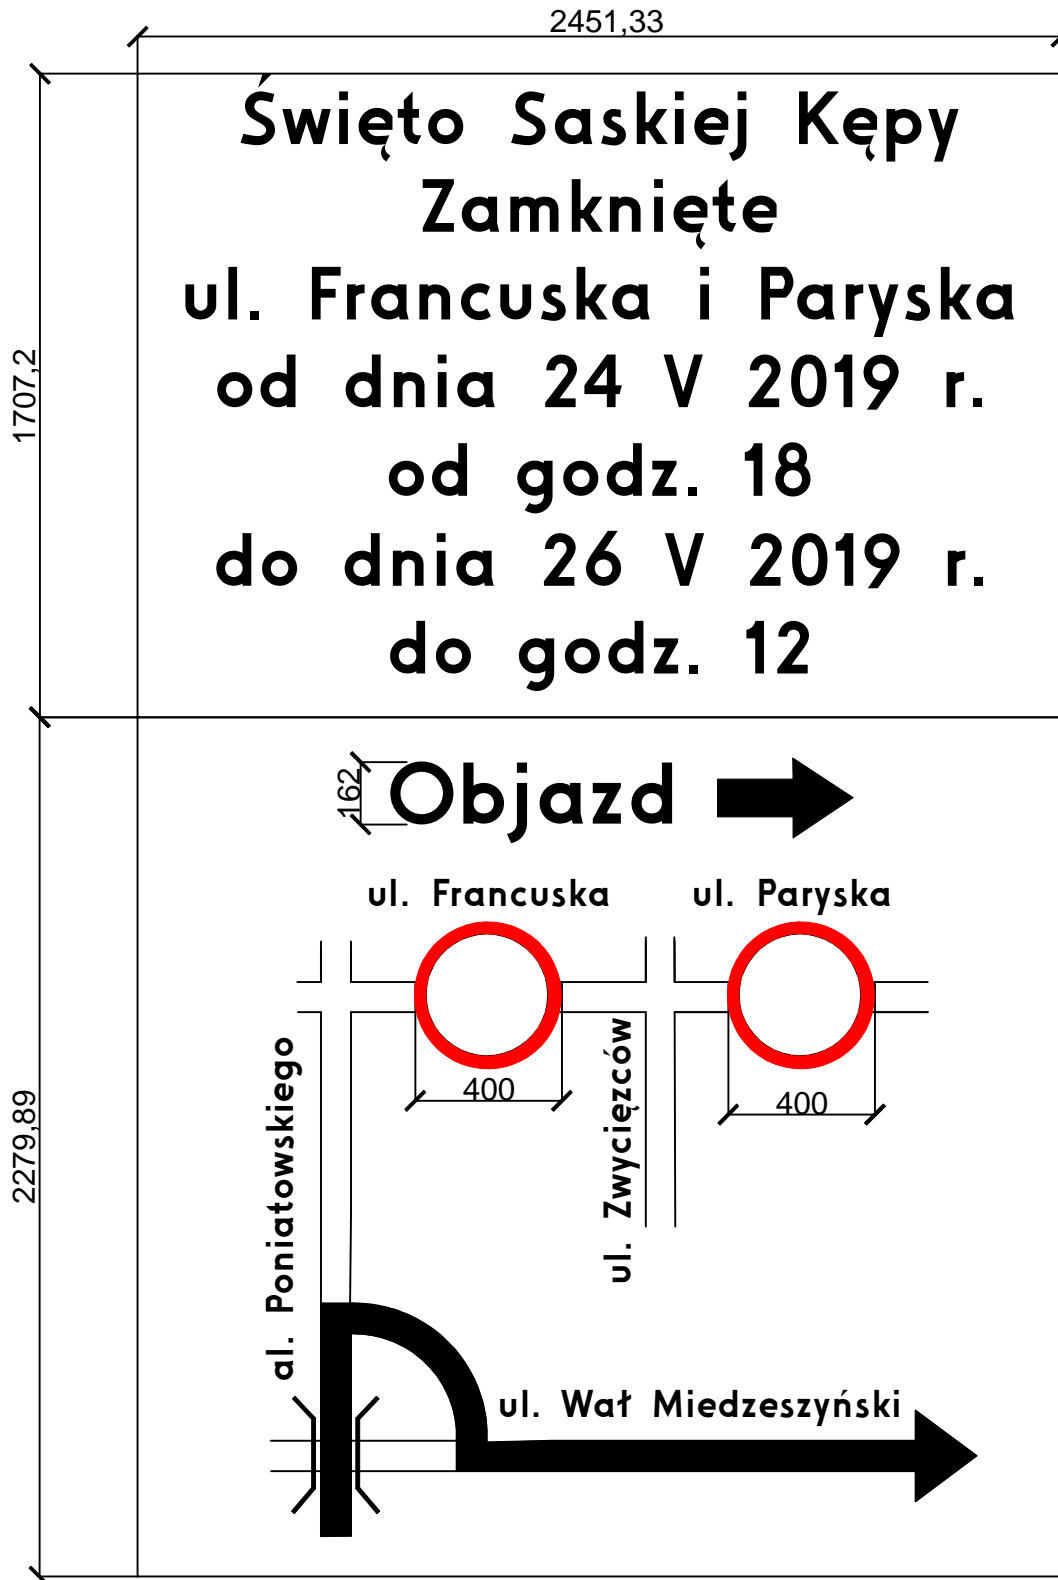 2451,33
Święto Saskiej Kępy
Zamknięte
ul. Francuska i Paryska
od dnia 24 V 2019 r.
od godz. 18
do dnia 26 V 2019 r.
do godz. 12
1707,2
162
Objazd
ul. Francuska
ul. Paryska
400
400
al. Poniatowskiego
ul. Zwycięzców
2279,89
ul. Wał Miedzeszyński